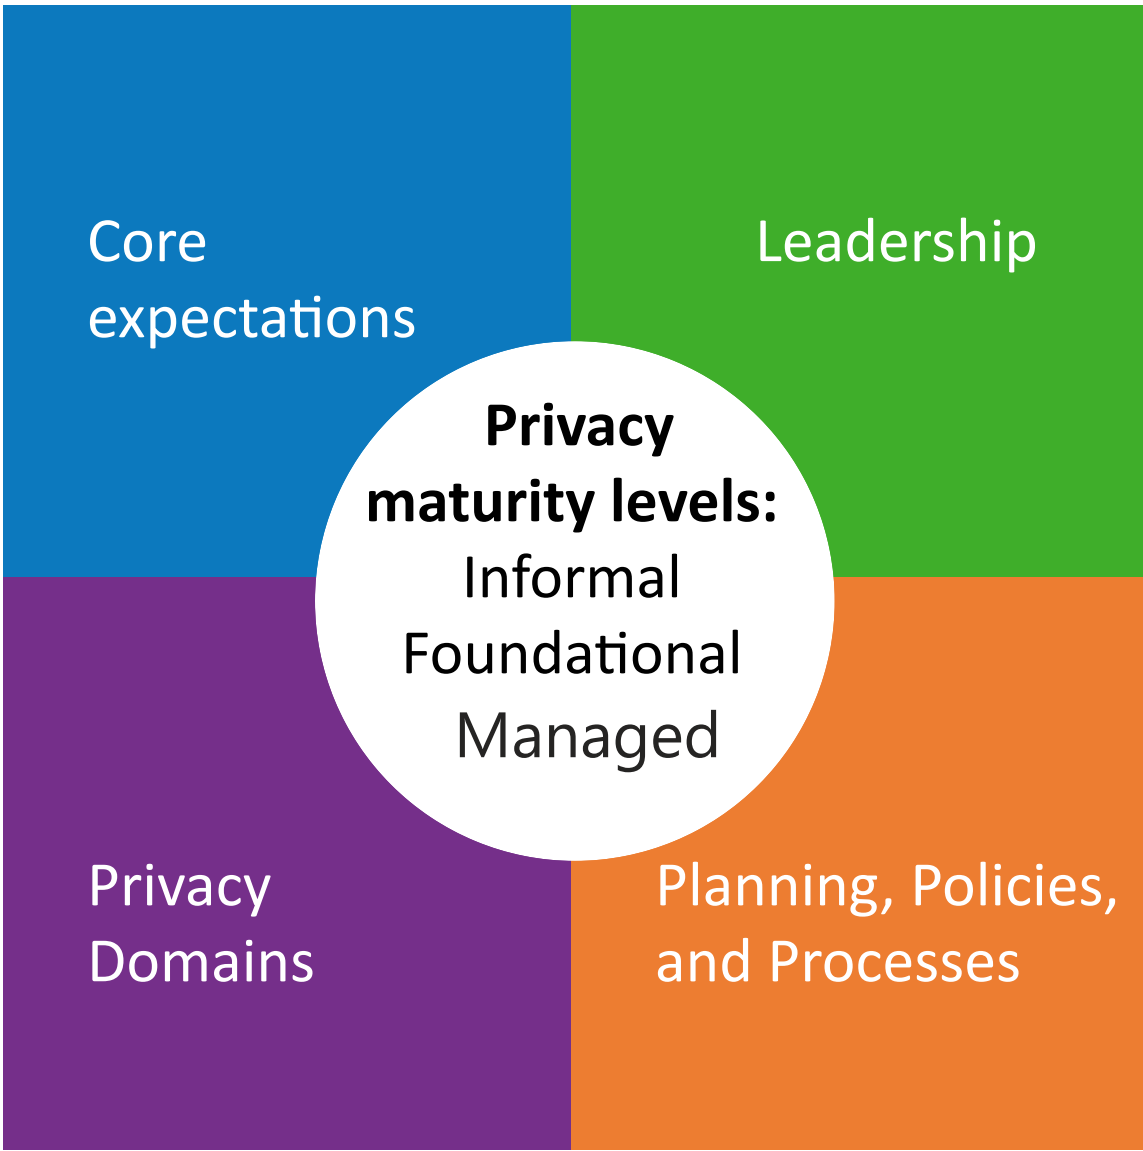 Core
expectations
Leadership
Privacy
maturity levels:
Informal
Foundational
Managed
Privacy
Domains
Planning, Policies,
and Processes